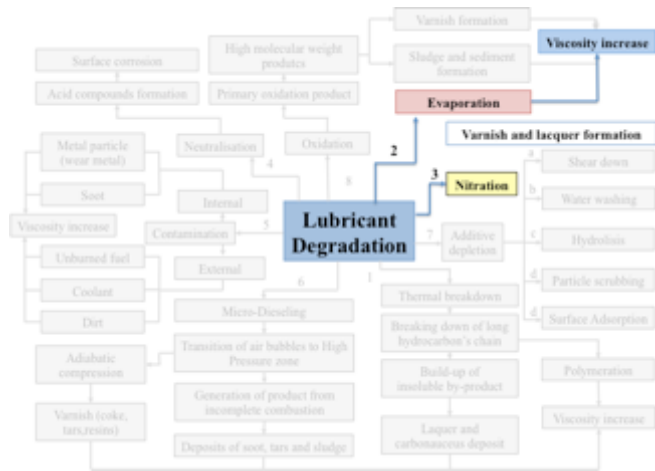 Varnish formation
High molecular weight
produtcs
Viscosity increase
Surface corrosion
Sludge and sediment
formation
Acid compounds formation
Primary oxidation product
Evaporation
Varnish and lacquer formation
Metal particle
(wear metal)
Neutralisation
Oxidation
2
4
8
3
Nitration
a
Shear down
Soot
Internal
b
Water washing
Viscosity increase
Contamination
5
Lubricant
Degradation
7
Additive
depletion
c
Hydrolisis
Unburned fuel
External
Coolant
6
1
Thermal breakdown
d
Particle scrubbing
Dirt
Micro-Dieseling
Breaking down of long
hydrocarbon's chain
d
Surface Adsorption
Adiabatic
compression
Transition of air bubbles to High
Pressure zone
Build-up of
insoluble by-product
Polymeration
Varnish (coke,
tars,resins)
Generation of product from
incomplete combustion
Laquer and
carbonaceous deposit
Viscosity increase
Deposits of soot, tars and sludge